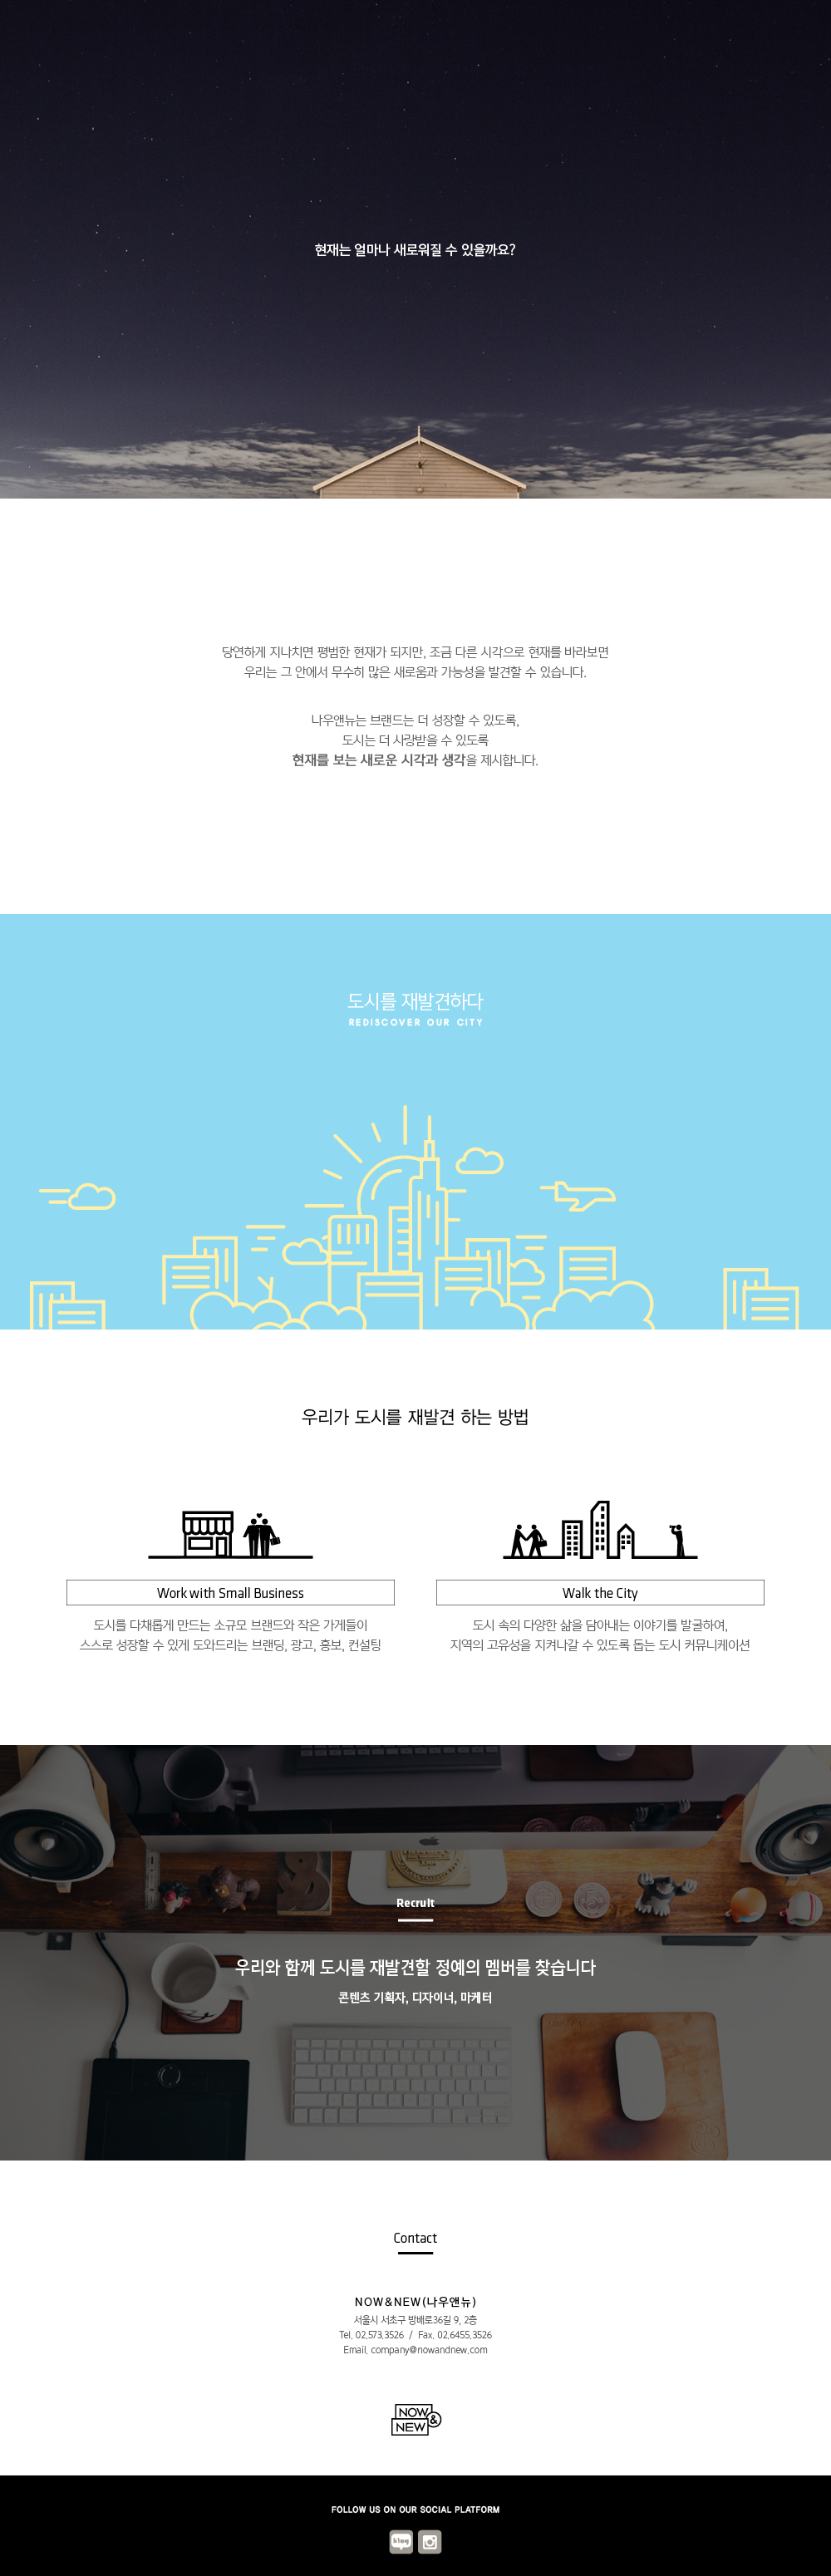 현재는 얼마나 새로워질 수 있을까요?
당연하게 지나치면 평범한 현재가 되지만, 조금 다른 시각으로 현재를 바라보면
우리는 그 안에서 무수히 많은 새로움과 가능성을 발견할 수 있습니다.
나우앤뉴는 브랜드는 더 성장할 수 있도록,
도시는 더 사랑받을 수 있도록
현재를 보는 새로운 시각과 생각을 제시합니다.
도시를 재발견하다
REDISCOVER OUR CITY
우리가 도시를 재발견 하는 방법
Work with Small Business
도시를 다채롭게 만드는 소규모 브랜드와 작은 가게들이
스스로 성장할 수 있게 도와드리는 브랜딩, 광고, 홍보, 컨설팅
Walk the City
도시 속의 다양한 삶을 담아내는 이야기를 발굴하여,
지역의 고유성을 지켜나갈 수 있도록 돕는 도시 커뮤니케이션
Recruit
우리와 함께 도시를 재발견할 정예의 멤버를 찾습니다
콘텐츠 기획자, 디자이너, 마케터
Contact
NOW&NEW(나우앤뉴)
서울시 서초구 방배로36길 9, 2층
Tel. 02.573.3526 / Fax. 02.6455.3526
Email. company@nowandnew.com
NOW
&
NEW
FOLLOW US ON OUR SOCIAL PLATFORM
blog